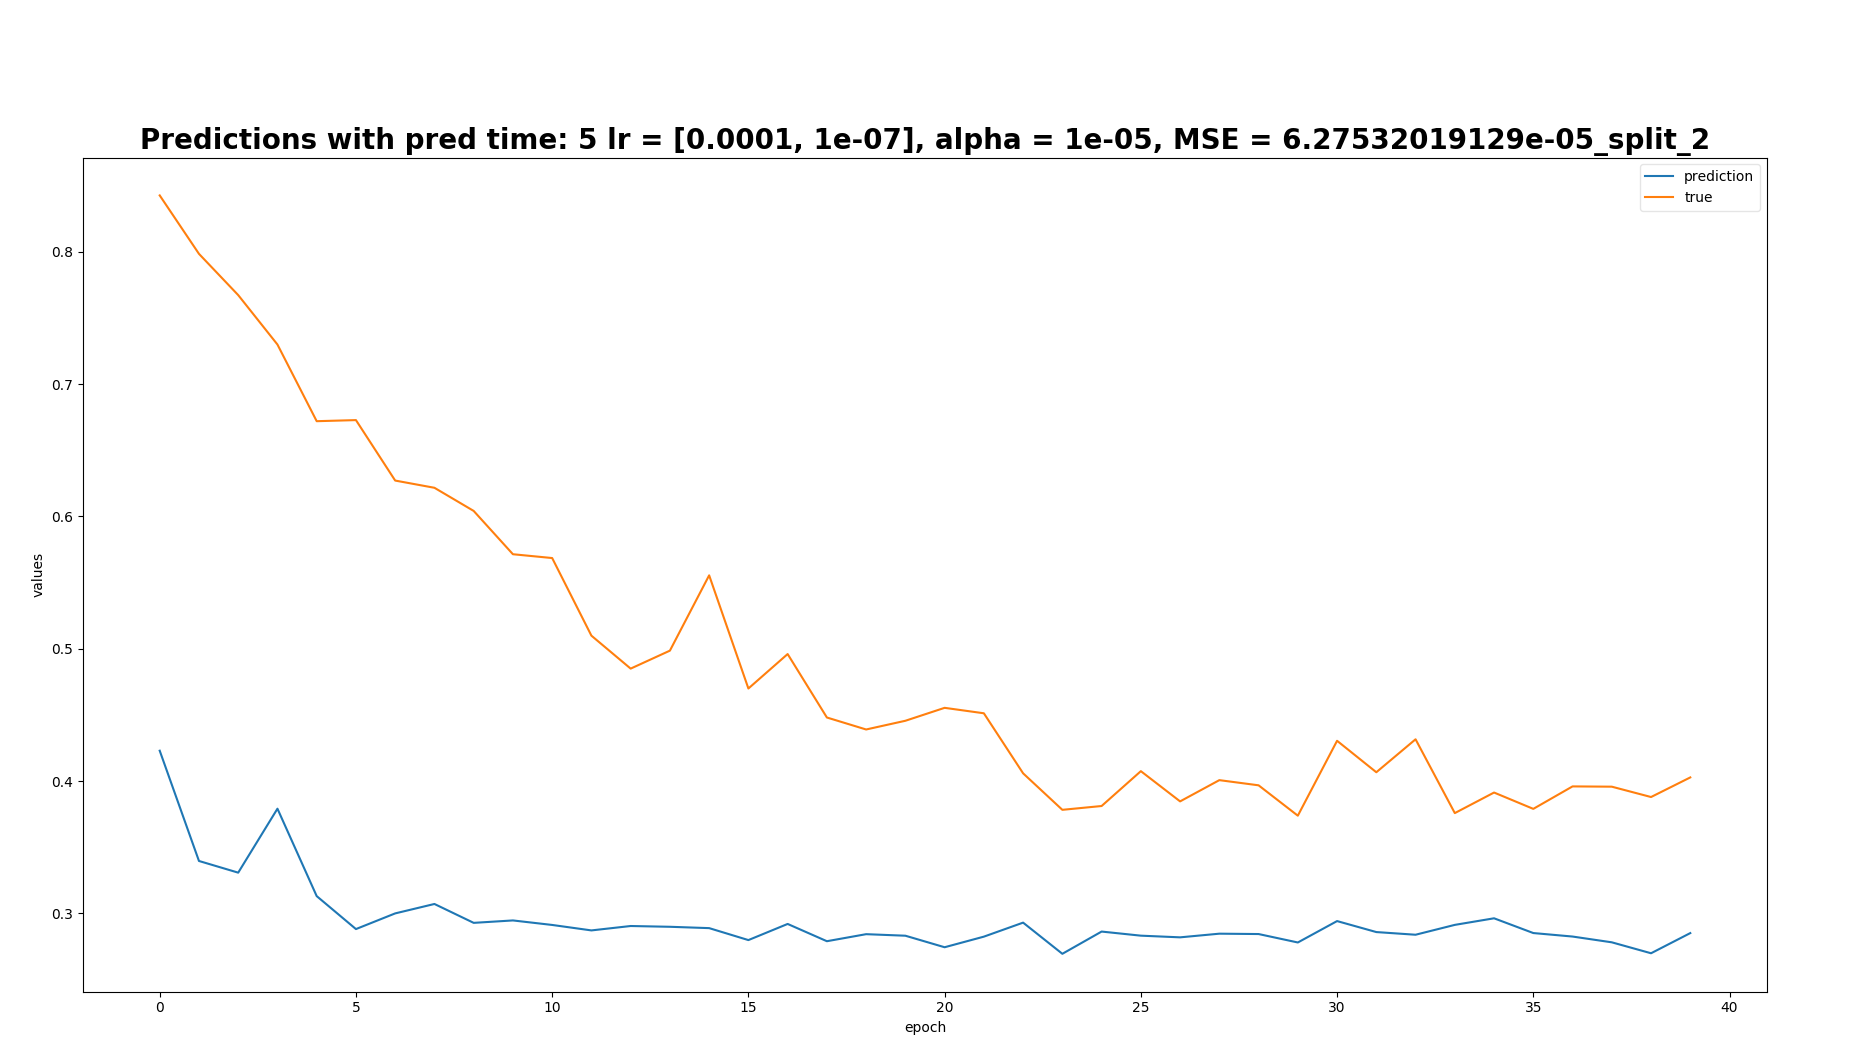 Predictions with pred time: 5 lr = [0.0001, 1e-07], alpha = 1e-05, MSE = 6.27532019129e-05_split_2
prediction
true
0.8
0.7
0.6
0.5
0.4
0.3
values
0 5 10 15 20 25 30 35 40
epoch